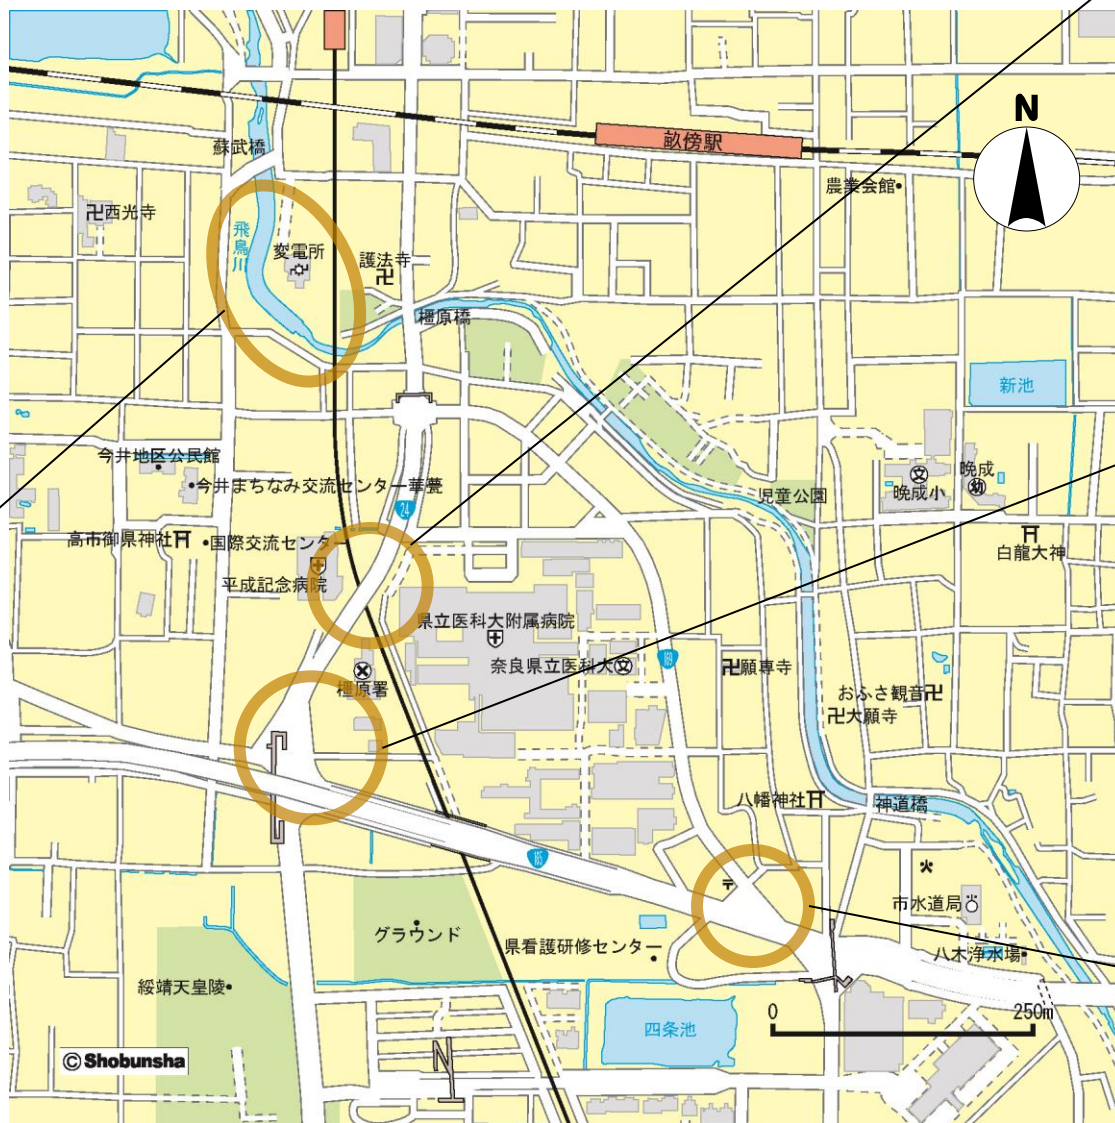 畝傍駅
N
蘇武橋
農業会館
西光寺
飛鳥川
変電所
護法寺
橿原橋
新池
今井地区公民館
今井まちなみ交流センター華甍
児童公園
晩成小
晩成
幼
文
24
高市御県神社
国際交流センター
白龍大神
平成記念病院
県立医科大附属病院
奈良県立医科大
文
169
願専寺
橿原署
おふさ観音
大願寺
八幡神社
神道橋
165
〒
市水道局
グラウンド
県看護研修センター
八木浄水場
綏靖天皇陵
四条池
0
250m
© Shobunsha